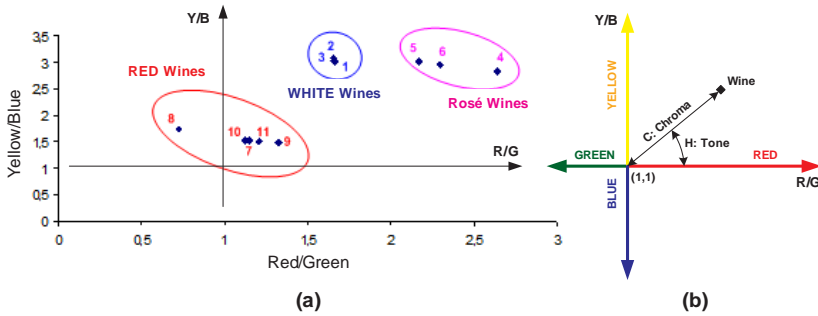 Y/B
Yellow/Blue
3,5
3
2,5
2
1,5
1
0,5
0
0
0,5
1
1,5
2
2,5
3
Red/Green
R/G
RED Wines
8
10
7
11
9
WHITE Wines
2
3
1
Rosé Wines
5
6
4
(a)
Y/B
YELLOW
Wine
C: Chroma
H: Tone
GREEN
RED
(1,1)
R/G
BLUE
(b)